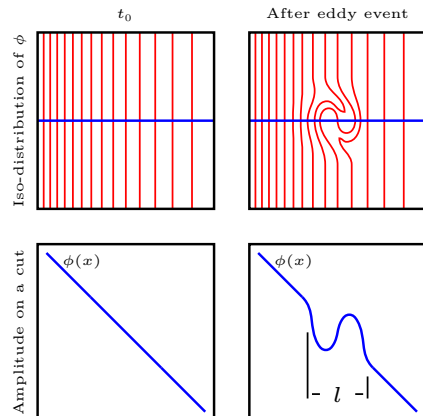 t₀
After eddy event
Iso-distribution of ϕ
Amplitude on a cut
ϕ(x)
ϕ(x)
l